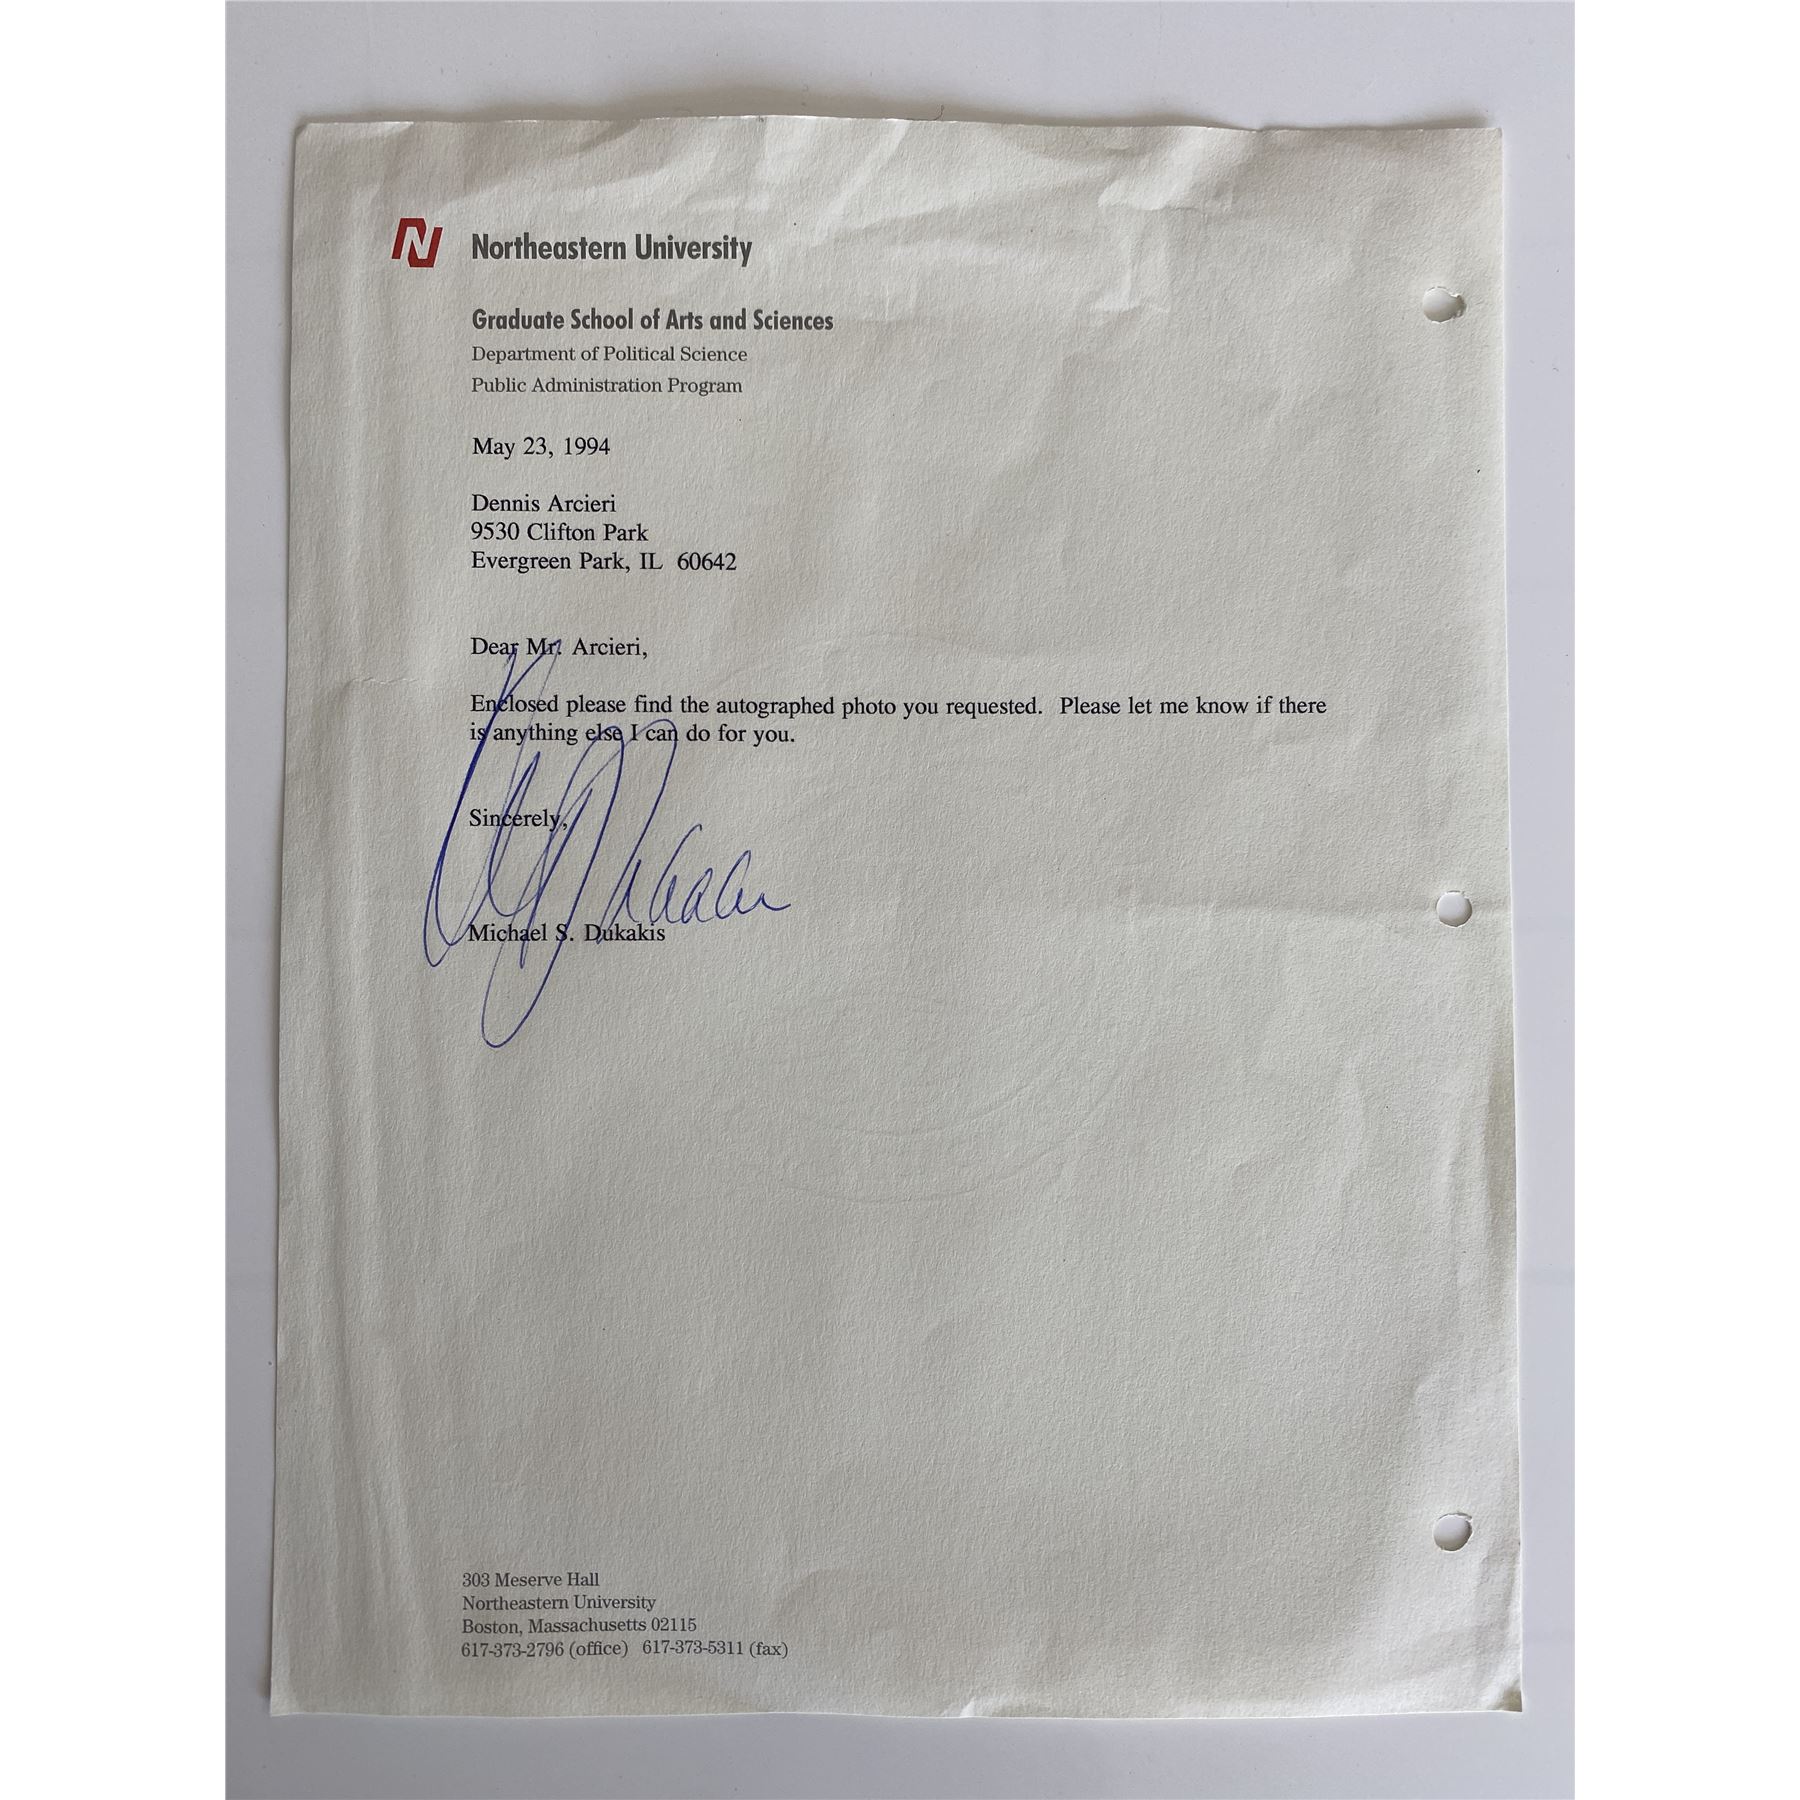 N Northeastern University
Graduate School of Arts and Sciences
Department of Political Science
Public Administration Program
May 23, 1994
Dennis Arcieri
9530 Clifton Park
Evergreen Park, IL 60642
Dear Mr. Arcieri,
Enclosed please find the autographed photo you requested. Please let me know if there
is anything else I can do for you.
Sincerely,
Michael S. Dukakis
303 Meserve Hall
Northeastern University
Boston, Massachusetts 02115
617-373-2796 (office) 617-373-5311 (fax)